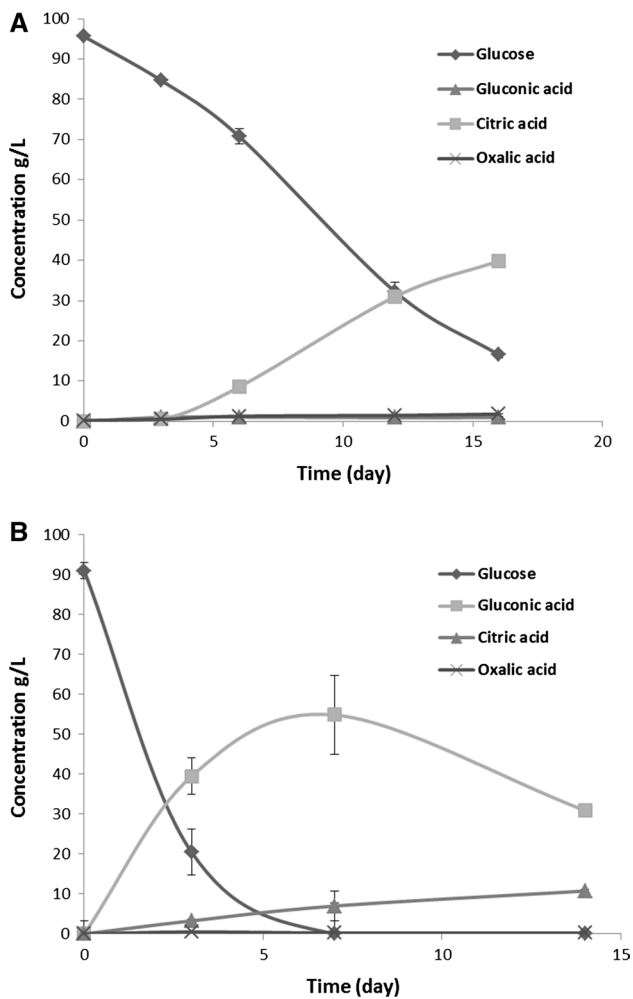 A
100
90
80
70
60
50
40
30
20
10
0
Concentration g/L
0 5 10 15 20
Time (day)
Glucose
Gluconic acid
Citric acid
Oxalic acid
B
100
90
80
70
60
50
40
30
20
10
0
Concentration g/L
0 5 10 15
Time (day)
Glucose
Gluconic acid
Citric acid
Oxalic acid